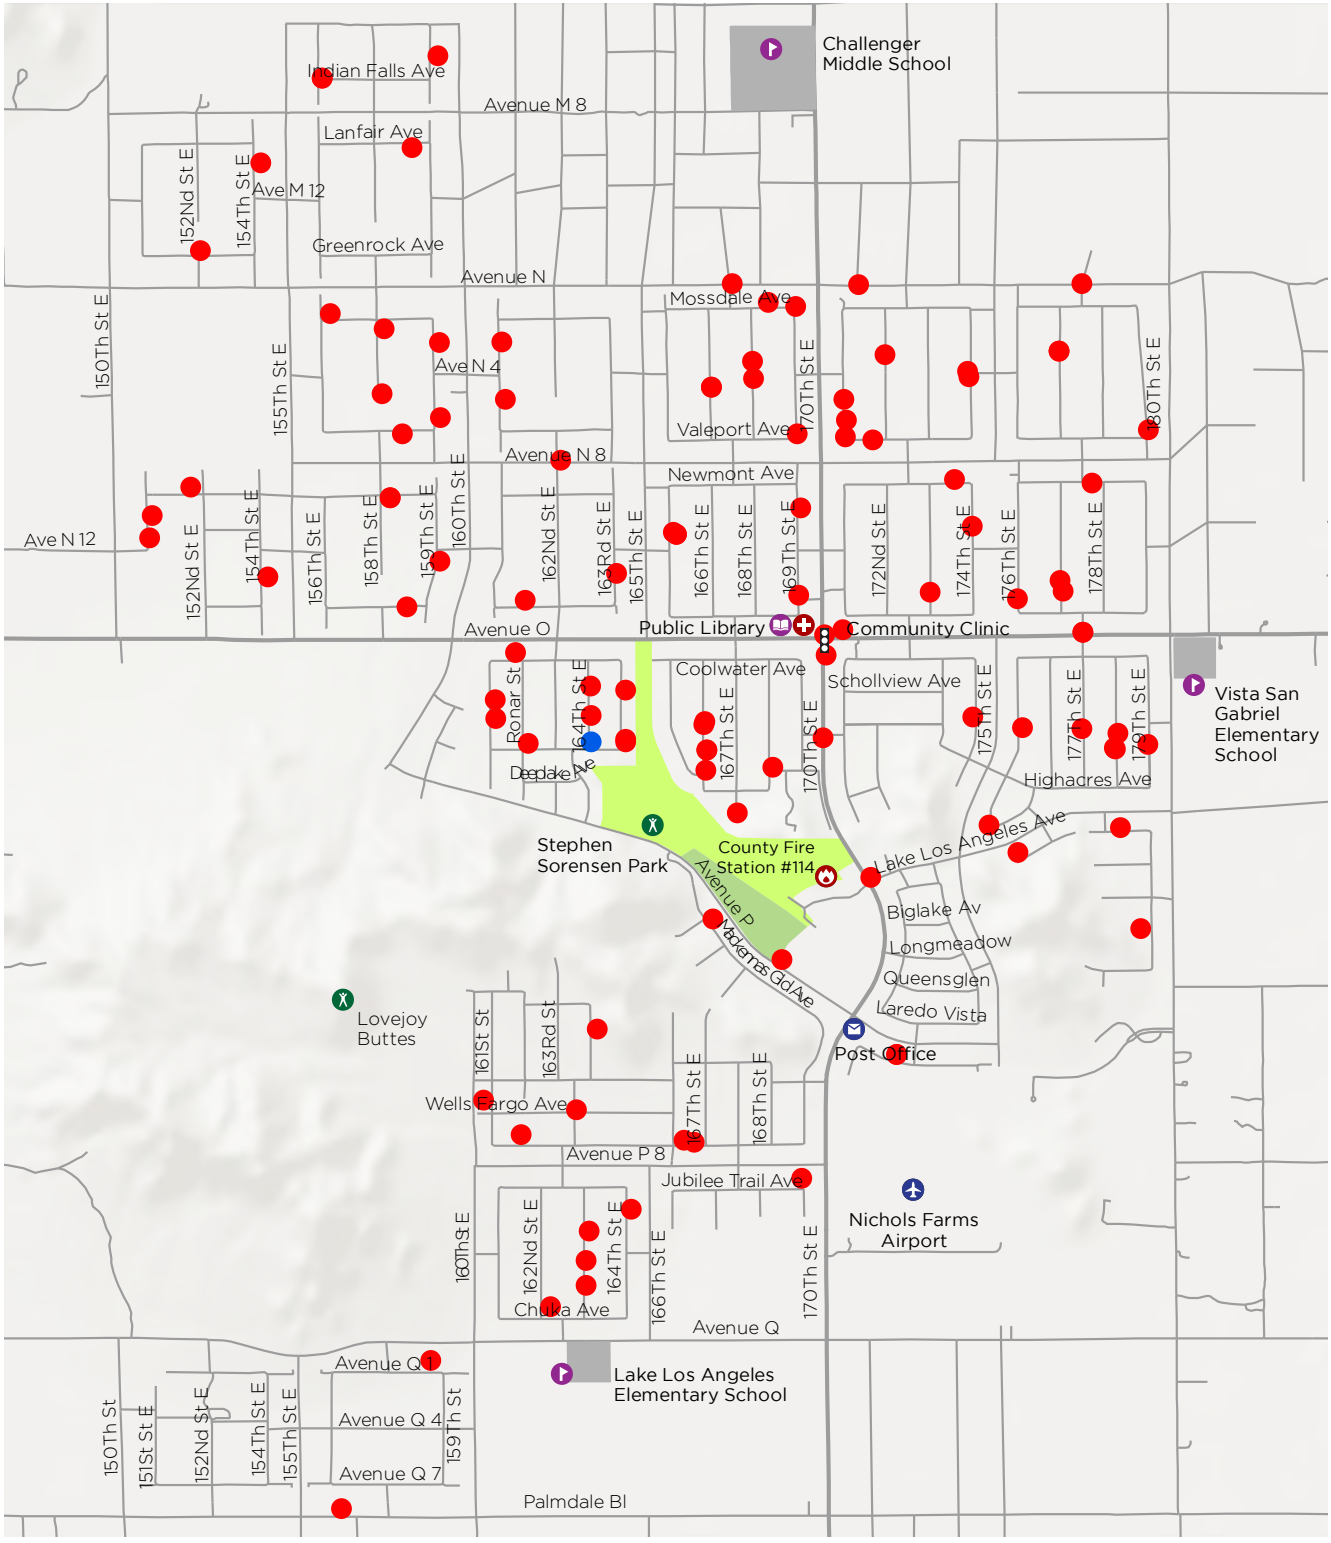 Challenger
Middle School
Indian Falls Ave
Avenue M 8
Lanfair Ave
152Nd St E
154Th St E
Ave M 12
Greenrock Ave
Avenue N
Mossdale Ave
150Th St E
155Th St E
Ave N 4
170Th St E
180Th St E
Valeport Ave
Avenue N 8
Newmont Ave
Ave N 12
152Nd St E
154Th St E
156Th St E
158Th St E
159Th St E
160Th St E
162Nd St E
163Rd St E
165Th St E
166Th St E
168Th St E
169Th St E
172Nd St E
174Th St E
176Th St E
178Th St E
Avenue O
Public Library
Community Clinic
Ronar St
164Th St E
Coolwater Ave
167Th St E
170Th St E
Schollview Ave
175Th St E
177Th St E
179Th St E
Vista San
Gabriel
Elementary
School
Deeplake Ave
Highacres Ave
Stephen
Sorensen Park
County Fire
Station #114
Lake Los Angeles Ave
Avenue P
Mackennas Gld Ave
Biglake Av
Longmeadow
Queensglen
Laredo Vista
Lovejoy
Buttes
Post Office
161St St
163Rd St
Wells Fargo Ave
167Th St E
168Th St E
Avenue P 8
Jubilee Trail Ave
Nichols Farms
Airport
160Th St E
162Nd St E
164Th St E
166Th St E
170Th St E
Chuka Ave
Avenue Q
Avenue Q 1
Lake Los Angeles
Elementary School
150Th St
151St St E
152Nd St E
154Th St E
155Th St E
159Th St
Avenue Q 4
Avenue Q 7
Palmdale Bl